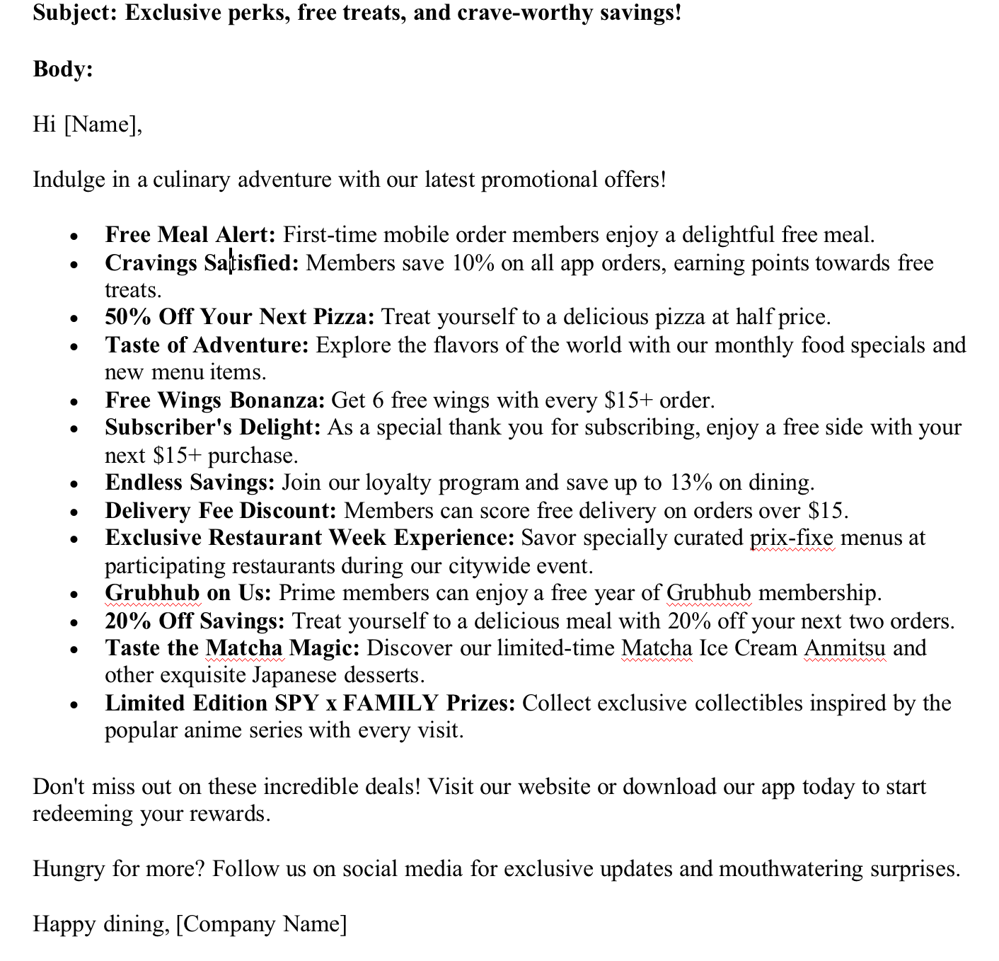 Subject: Exclusive perks, free treats, and crave-worthy savings!
Body:
Hi [Name],
Indulge in a culinary adventure with our latest promotional offers!
• Free Meal Alert: First-time mobile order members enjoy a delightful free meal.
• Cravings Satisfied: Members save 10% on all app orders, earning points towards free
treats.
• 50% Off Your Next Pizza: Treat yourself to a delicious pizza at half price.
• Taste of Adventure: Explore the flavors of the world with our monthly food specials and
new menu items.
• Free Wings Bonanza: Get 6 free wings with every $15+ order.
• Subscriber's Delight: As a special thank you for subscribing, enjoy a free side with your
next $15+ purchase.
• Endless Savings: Join our loyalty program and save up to 13% on dining.
• Delivery Fee Discount: Members can score free delivery on orders over $15.
• Exclusive Restaurant Week Experience: Savor specially curated prix-fixe menus at
participating restaurants during our citywide event.
• Grubhub on Us: Prime members can enjoy a free year of Grubhub membership.
• 20% Off Savings: Treat yourself to a delicious meal with 20% off your next two orders.
• Taste the Matcha Magic: Discover our limited-time Matcha Ice Cream Anmitsu and
other exquisite Japanese desserts.
• Limited Edition SPY x FAMILY Prizes: Collect exclusive collectibles inspired by the
popular anime series with every visit.
Don't miss out on these incredible deals! Visit our website or download our app today to start
redeeming your rewards.
Hungry for more? Follow us on social media for exclusive updates and mouthwatering surprises.
Happy dining, [Company Name]